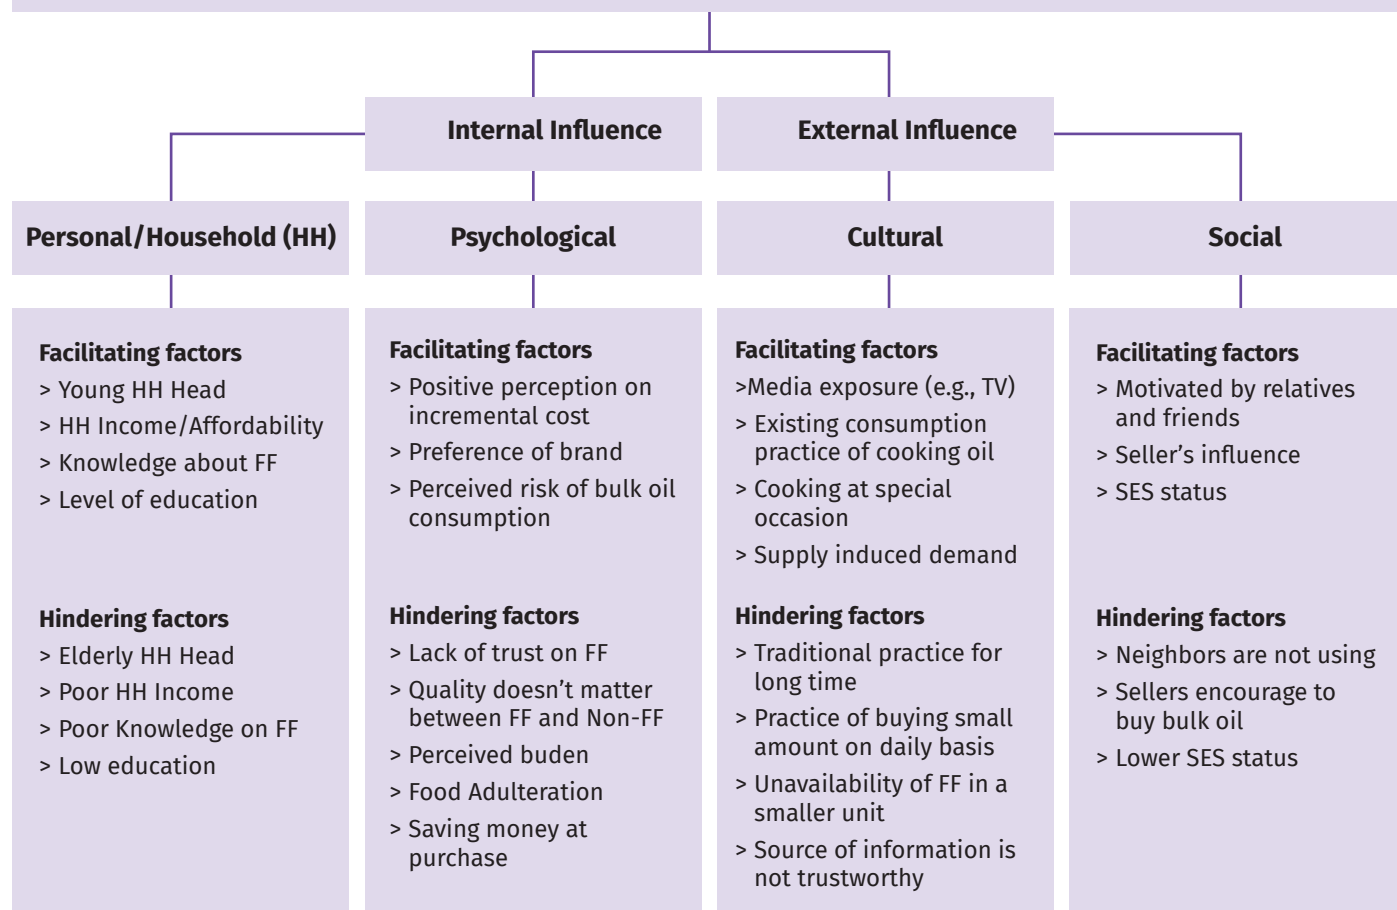 Internal Influence
External Influence
Personal/Household (HH)
Psychological
Cultural
Social
Facilitating factors
> Young HH Head
> HH Income/Affordability
> Knowledge about FF
> Level of education
Hindering factors
> Elderly HH Head
> Poor HH Income
> Poor Knowledge on FF
> Low education
Facilitating factors
> Positive perception on
incremental cost
> Preference of brand
> Perceived risk of bulk oil
consumption
Hindering factors
> Lack of trust on FF
> Quality doesn’t matter
between FF and Non-FF
> Perceived buden
> Food Adulteration
> Saving money at
purchase
Facilitating factors
>Media exposure (e.g., TV)
> Existing consumption
practice of cooking oil
> Cooking at special
occasion
> Supply induced demand
Hindering factors
> Traditional practice for
long time
> Practice of buying small
amount on daily basis
> Unavailability of FF in a
smaller unit
> Source of information is
not trustworthy
Facilitating factors
> Motivated by relatives
and friends
> Seller’s influence
> SES status
Hindering factors
> Neighbors are not using
> Sellers encourage to
buy bulk oil
> Lower SES status